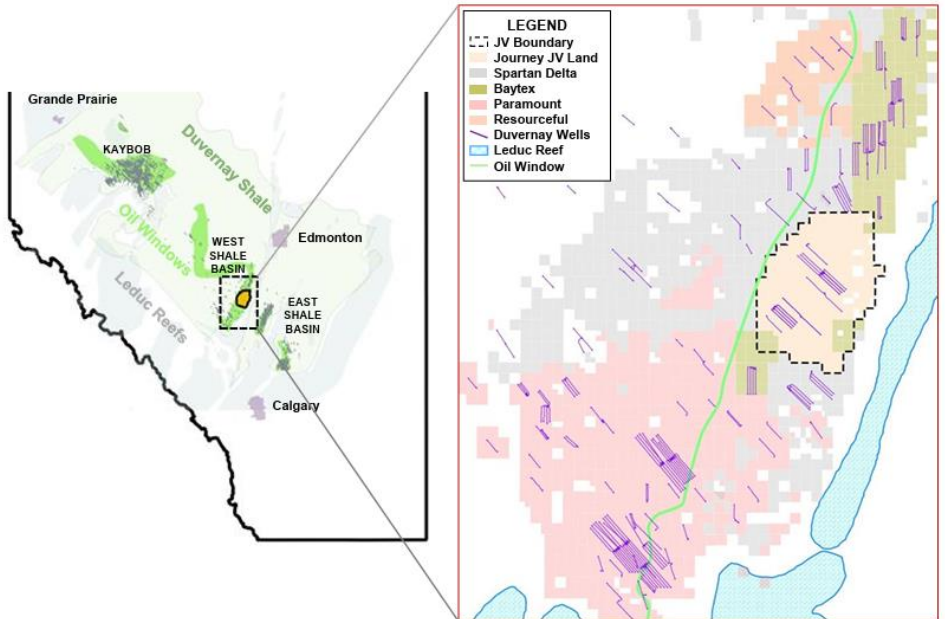 Grande Prairie
KAYBOB
Duvernay Shale
Oil Windows
Leduc Reefs
WEST
SHALE
BASIN
Edmonton
EAST
SHALE
BASIN
Calgary
LEGEND
JV Boundary
Journey JV Land
Spartan Delta
Baytex
Paramount
Resourceful
Duvernay Wells
Leduc Reef
Oil Window